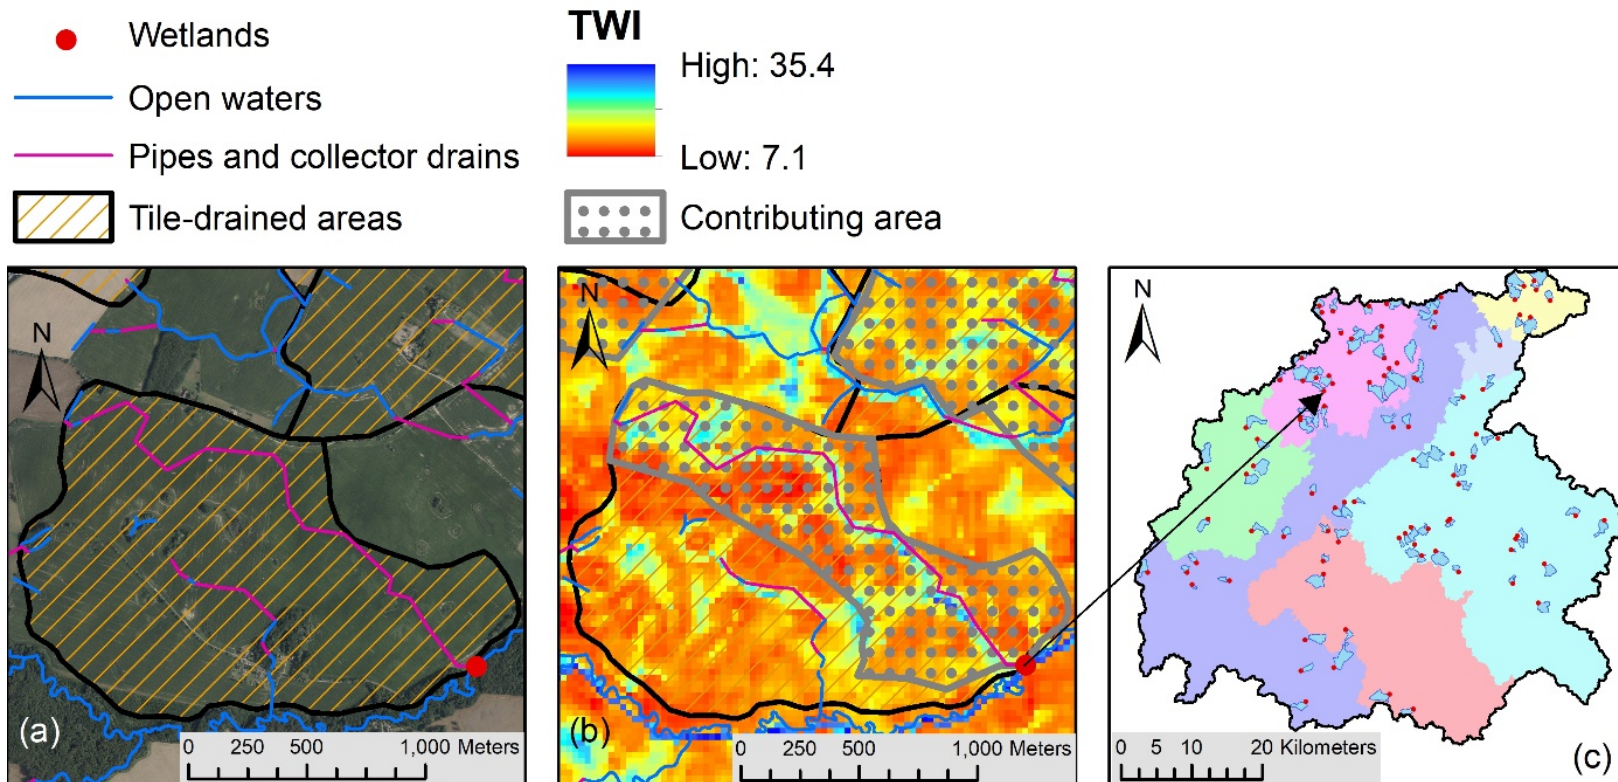 Wetlands
Open waters
Pipes and collector drains
Tile-drained areas
TWI
High: 35.4
Low: 7.1
Contributing area
N
(a)
0 250 500 1,000 Meters
N
(b)
0 250 500 1,000 Meters
N
0 5 10 20 Kilometers
(c)